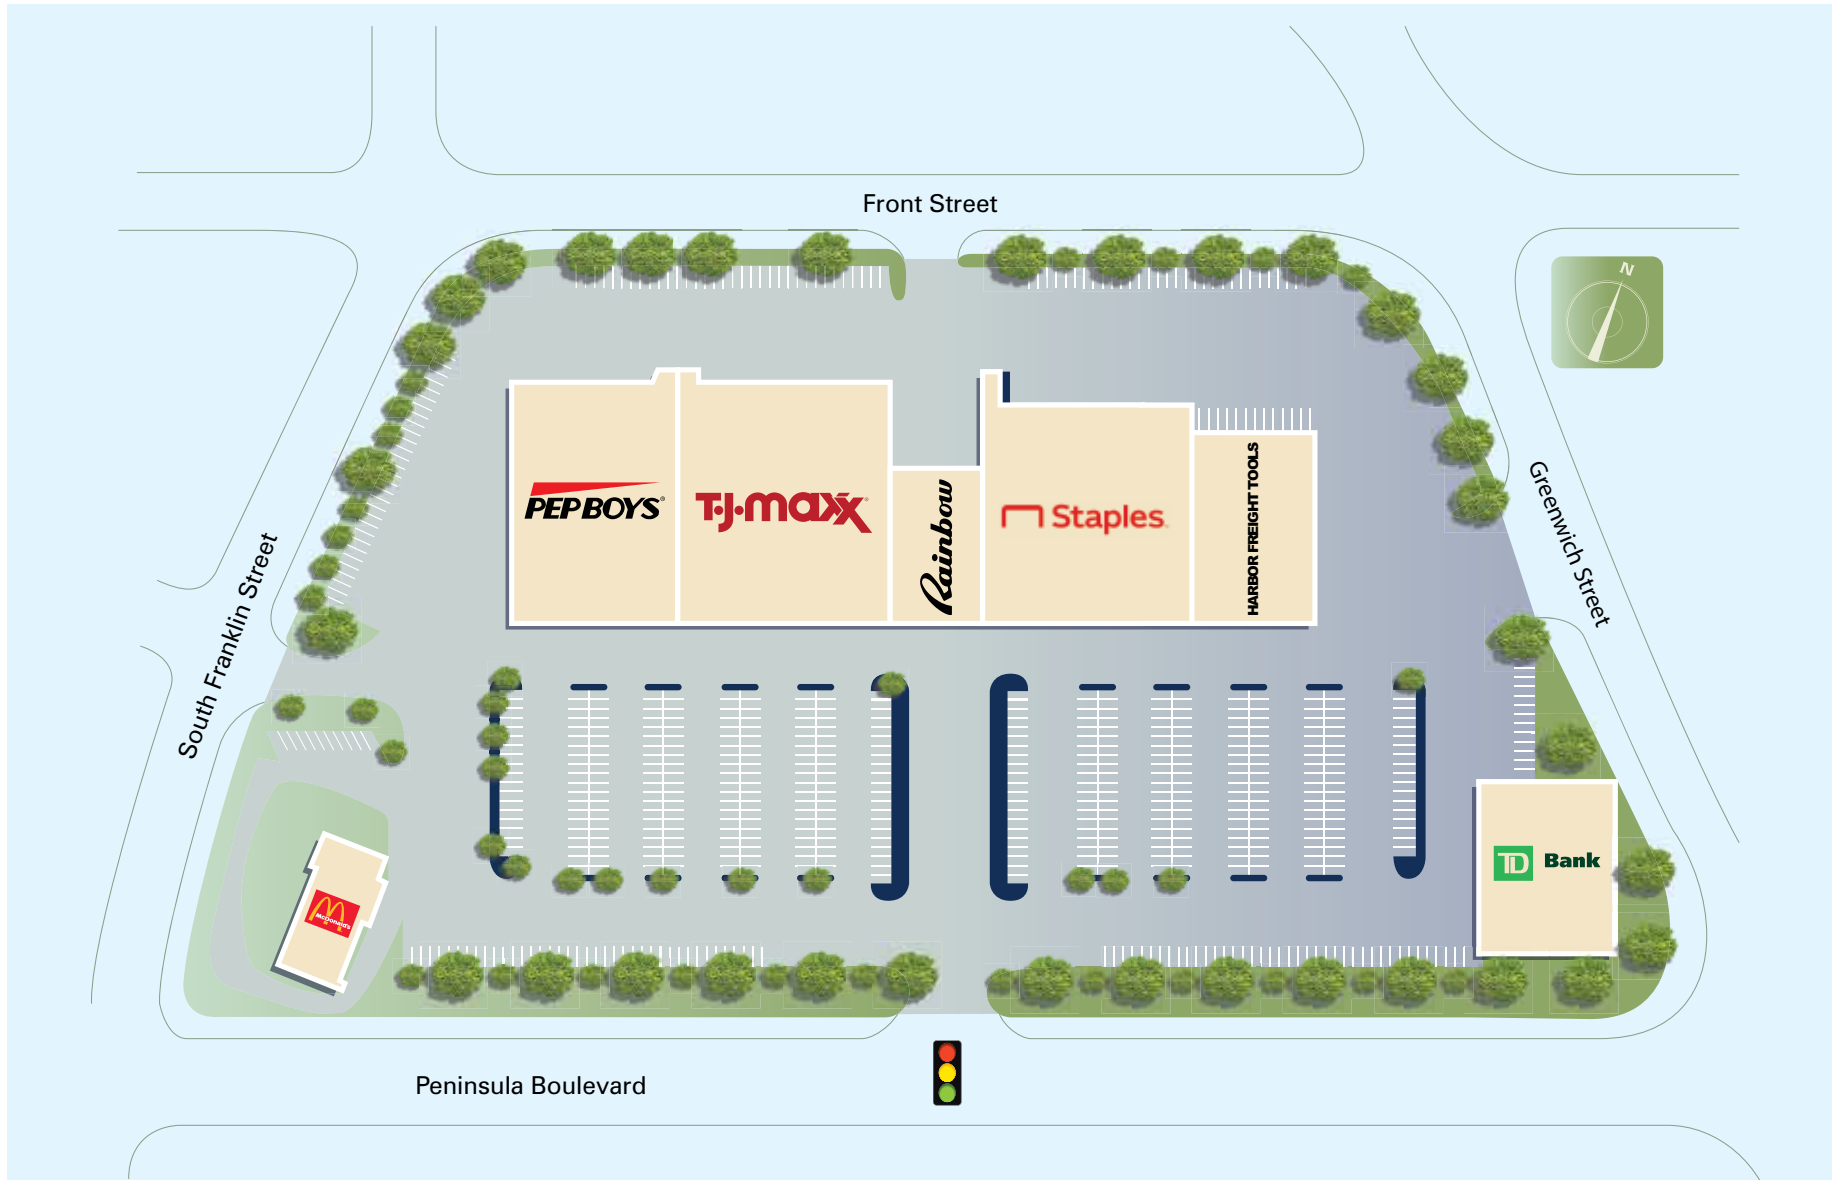 Front Street
N
PEP BOYS®
T·J·maxx®
Rainbow
Staples
HARBOR FREIGHT TOOLS
Greenwich Street
South Franklin Street
McDonald's
TD Bank
Peninsula Boulevard